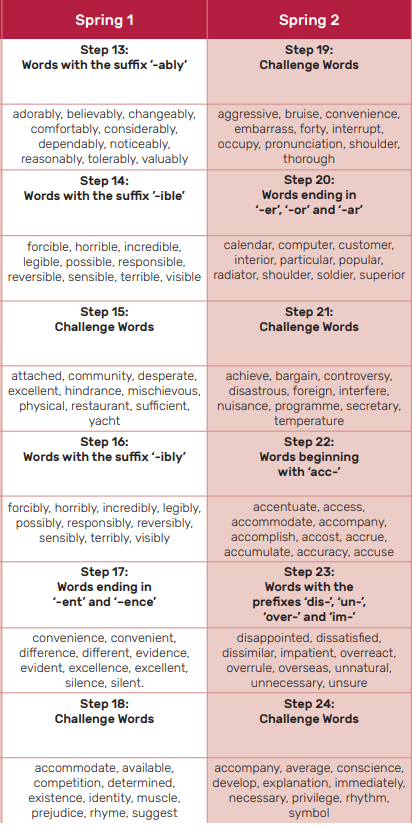 Spring 1
Step 13:
Words with the suffix ’-ably’
adorably, believably, changeably,
comfortably, considerably,
dependably, noticeably,
reasonably, tolerably, valuably
Step 14:
Words with the suffix ’-ible’
forcible, horrible, incredible,
legible, possible, responsible,
reversible, sensible, terrible, visible
Step 15:
Challenge Words
attached, community, desperate,
excellent, hindrance, mischievous,
physical, restaurant, sufficient,
yacht
Step 16:
Words with the suffix ‘-ibly’
forcibly, horribly, incredibly, legibly,
possibly, responsibly, reversibly,
sensibly, terribly, visibly
Step 17:
Words ending in
‘-ent’ and ‘–ence’
convenience, convenient,
difference, different, evidence,
evident, excellence, excellent,
silence, silent.
Step 18:
Challenge Words
accommodate, available,
competition, determined,
existence, identity, muscle,
prejudice, rhyme, suggest
Spring 2
Step 19:
Challenge Words
aggressive, bruise, convenience,
embarrass, forty, interrupt,
occupy, pronunciation, shoulder,
thorough
Step 20:
Words ending in
‘-er’, ‘-or’ and ‘-ar’
calendar, computer, customer,
interior, particular, popular,
radiator, shoulder, soldier, superior
Step 21:
Challenge Words
achieve, bargain, controversy,
disastrous, foreign, interfere,
nuisance, programme, secretary,
temperature
Step 22:
Words beginning
with ‘acc-’
accentuate, access,
accommodate, accompany,
accomplish, accost, accrue,
accumulate, accuracy, accuse
Step 23:
Words with the
prefixes ‘dis-’, ‘un-’,
‘over-’ and ‘im-’
disappointed, dissatisfied,
dissimilar, impatient, overreact,
overrule, overseas, unnatural,
unnecessary, unsure
Step 24:
Challenge Words
accompany, average, conscience,
develop, explanation, immediately,
necessary, privilege, rhythm,
symbol